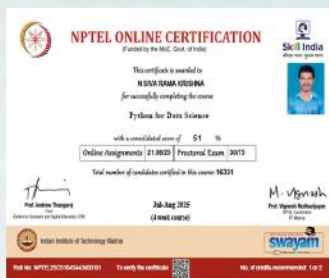 NPTEL ONLINE CERTIFICATION
(Funded by the MoE, Govt. of India)
Skill India
This certificate is awarded to
N SIVA RAMA KRISHNA
for successfully completing the course
Python for Data Science
with a consolidated score of 51 %
Online Assignments 21.88/25 Proctored Exam 30/75
Total number of candidates certified in this course: 16331
Prof. Andrew Thangaraj
Jul-Aug 2025
(4 week course)
Prof. Vignesh Muthuvijayan
IIT Madras
Indian Institute of Technology Madras
swayam
To verify the certificate
No. of credits recommended: 1 or 2